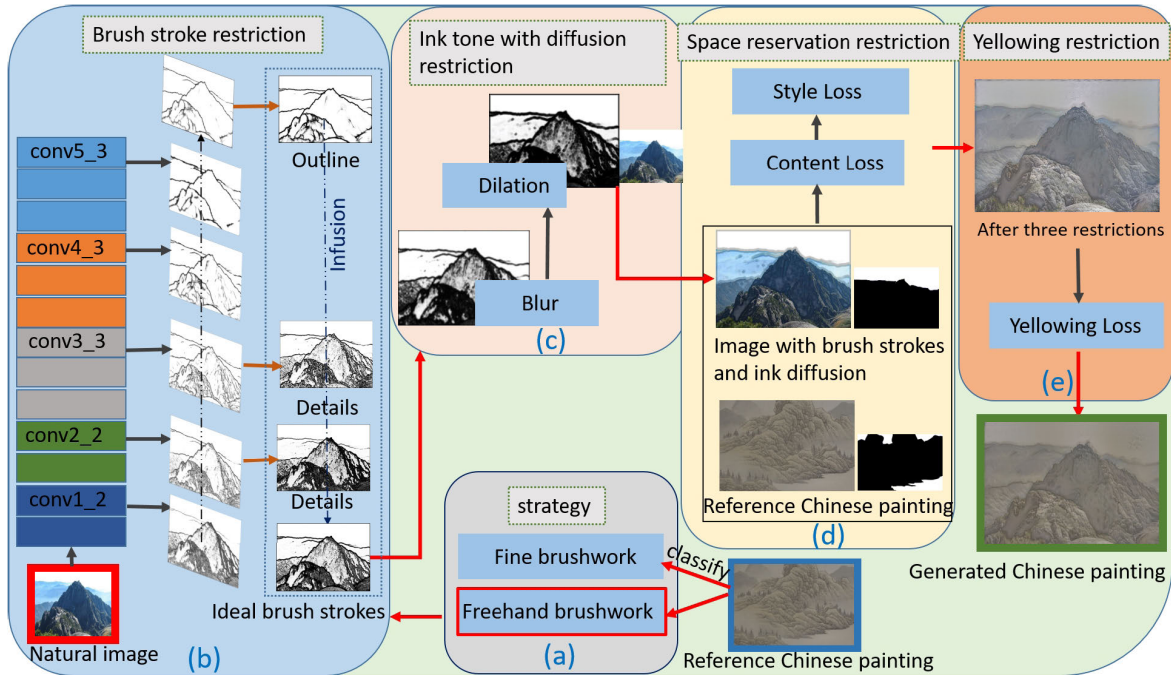 Brush stroke restriction
conv5_3
conv4_3
conv3_3
conv2_2
conv1_2
Natural image
Outline
Infusion
Details
Details
Ideal brush strokes
(b)
Ink tone with diffusion
restriction
Dilation
Blur
(c)
strategy
Fine brushwork
Freehand brushwork
(a)
classify
Reference Chinese painting
Space reservation restriction
Style Loss
Content Loss
Image with brush strokes
and ink diffusion
Reference Chinese painting
(d)
Yellowing restriction
After three restrictions
Yellowing Loss
(e)
Generated Chinese painting